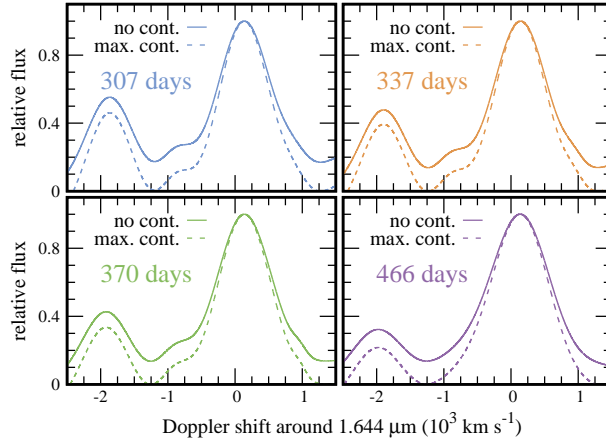 no cont.
max. cont.
307 days
no cont.
max. cont.
337 days
relative flux
0.8
0.4
0
no cont.
max. cont.
370 days
no cont.
max. cont.
466 days
relative flux
0.8
0.4
0
-2 -1 0 1 -2 -1 0 1
Doppler shift around 1.644 μm (10³ km s⁻¹)